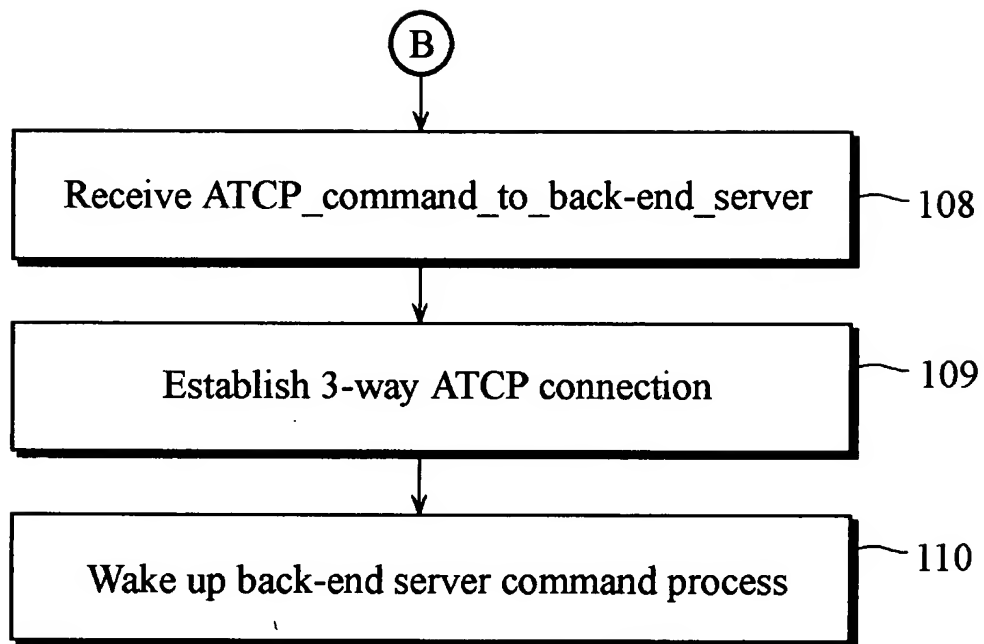 B
Receive ATCP_command_to_back-end_server
108
Establish 3-way ATCP connection
109
Wake up back-end server command process
110